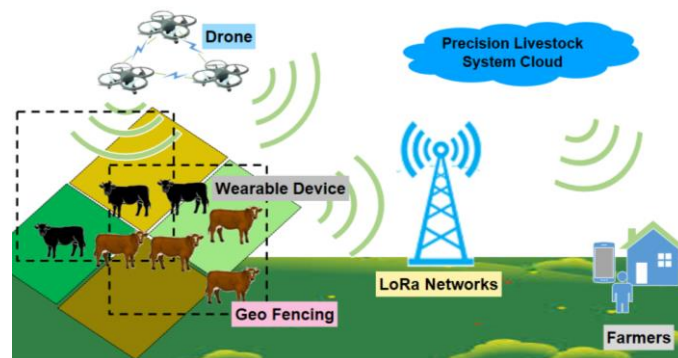 Drone
Precision Livestock
System Cloud
Wearable Device
LoRa Networks
Geo Fencing
Farmers